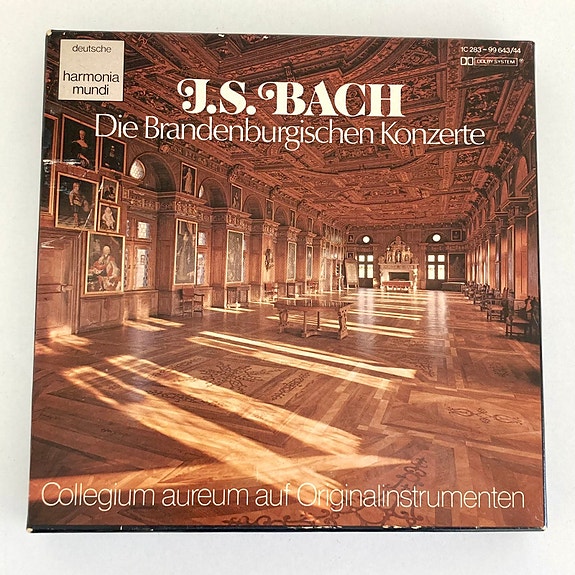 deutsche
harmonia
mundi
1C 283-99 643/44
DOLBY SYSTEM ®
J.S. BACH
Die Brandenburgischen Konzerte
Collegium aureum auf Originalinstrumenten